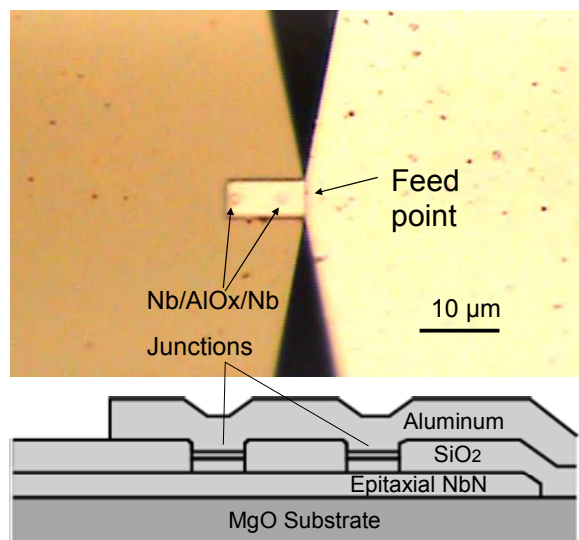 Feed
point
Nb/AlOx/Nb
10 µm
Junctions
Aluminum
SiO2
Epitaxial NbN
MgO Substrate